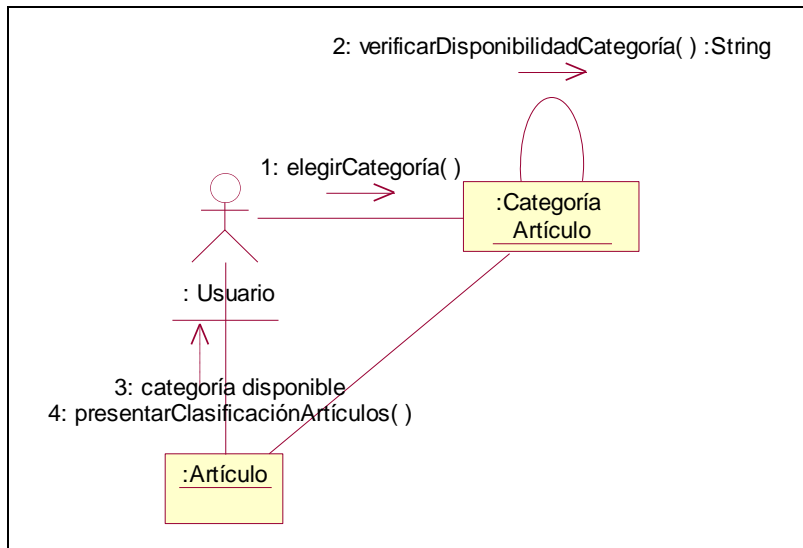 2: verificarDisponibilidadCategoría( ) :String
1: elegirCategoría( )
:Categoría
Artículo
: Usuario
3: categoría disponible
4: presentarClasificaciónArtículos( )
:Artículo